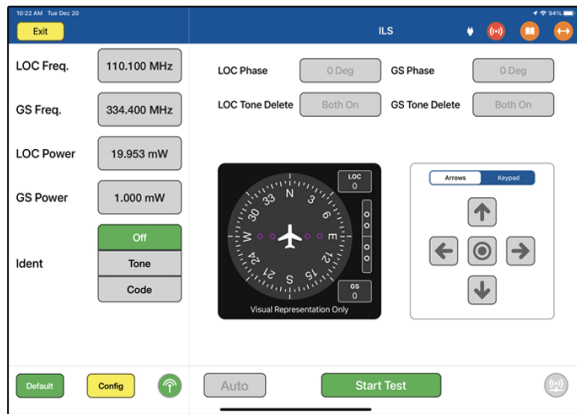 10:22 AM Tue Dec 20
94%
Exit
ILS
LOC Freq.
110.100 MHz
GS Freq.
334.400 MHz
LOC Power
19.953 mW
GS Power
1.000 mW
Ident
Off
Tone
Code
LOC Phase
0 Deg
GS Phase
0 Deg
LOC Tone Delete
Both On
GS Tone Delete
Both On
LOC
0
N
3
6
E
12
15
S
21
24
W
30
33
GS
0
Visual Representation Only
Arrows
Keypad
Default
Config
Auto
Start Test